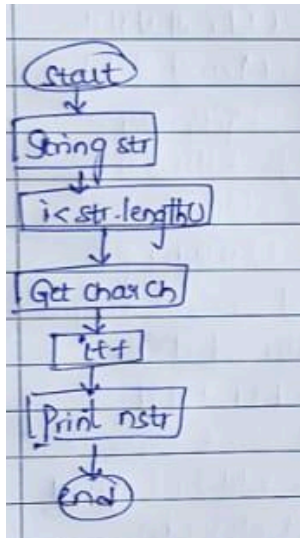 start
String str
i< str.length()
Get char ch
i++
Print nstr
end